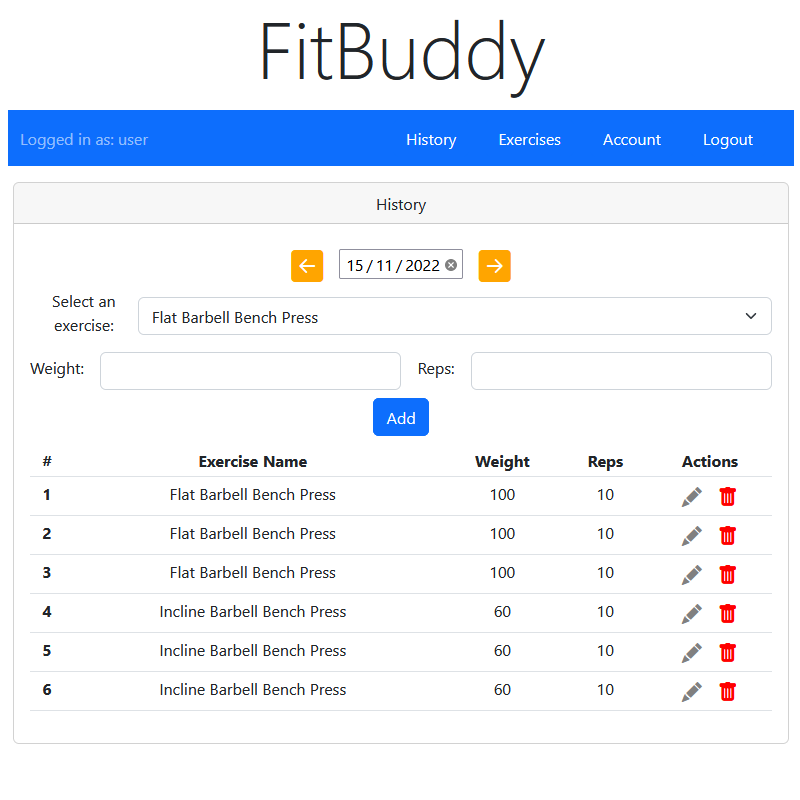 FitBuddy
Logged in as: user History Exercises Account Logout
History
15 / 11 / 2022
Select an
exercise:
Flat Barbell Bench Press
Weight: Reps:
Add
# Exercise Name Weight Reps Actions
1 Flat Barbell Bench Press 100 10
2 Flat Barbell Bench Press 100 10
3 Flat Barbell Bench Press 100 10
4 Incline Barbell Bench Press 60 10
5 Incline Barbell Bench Press 60 10
6 Incline Barbell Bench Press 60 10